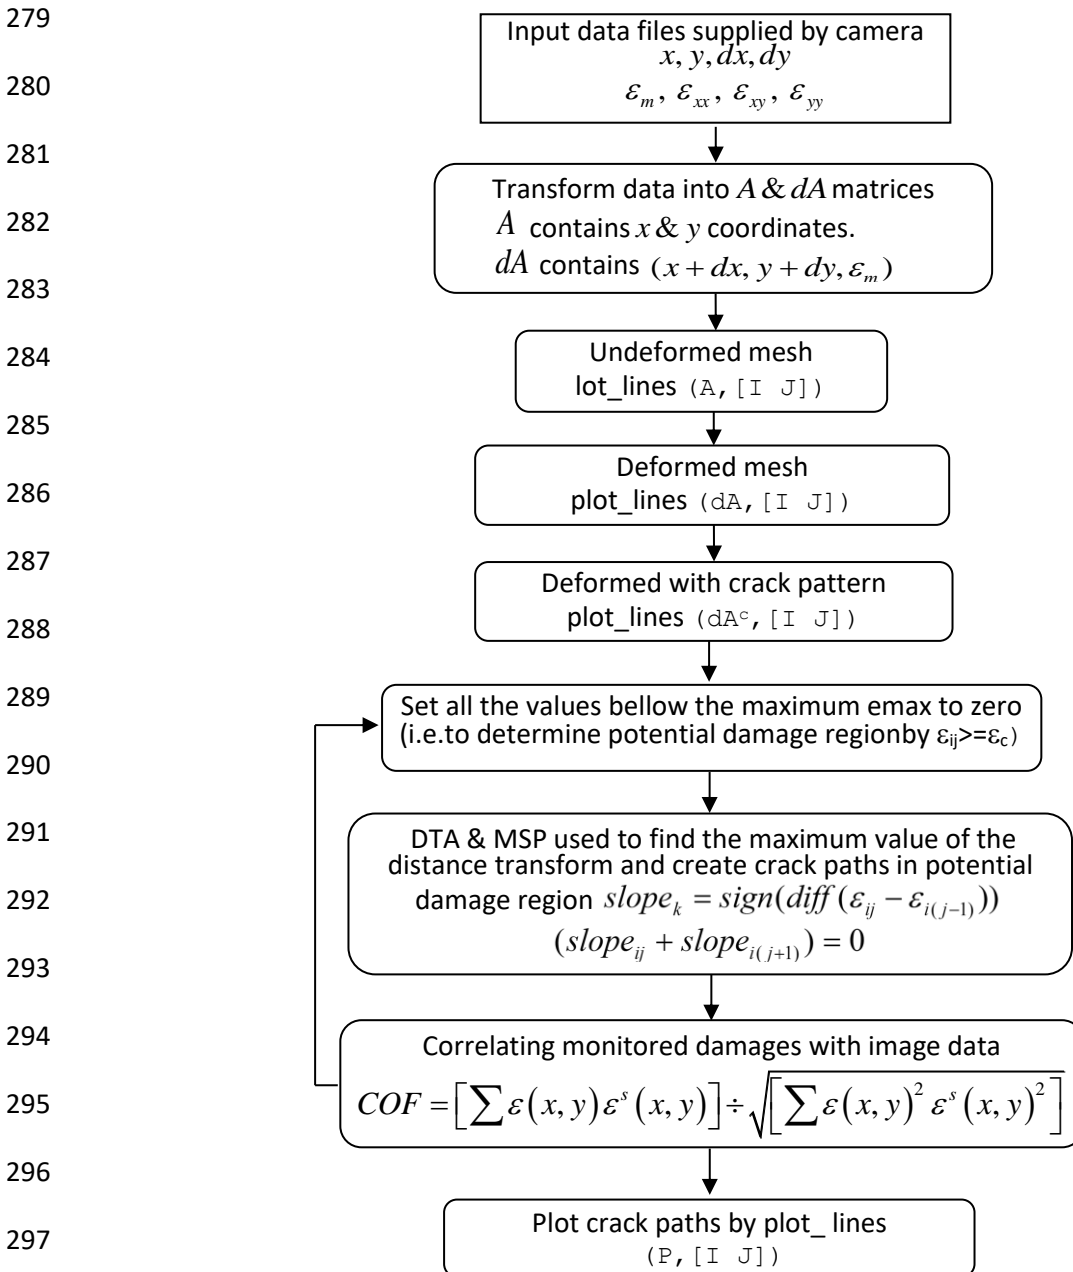 279
Input data files supplied by camera
x, y, dx, dy
280
ε_m, ε_xx, ε_xy, ε_yy
281
Transform data into A & dA matrices
282
A contains x & y coordinates.
dA contains (x + dx, y + dy, ε_m)
283
284
Undeformed mesh
lot_lines (A, [I J])
285
Deformed mesh
286
plot_lines (dA, [I J])
287
Deformed with crack pattern
288
plot_lines (dA^c, [I J])
289
Set all the values bellow the maximum emax to zero
(i.e.to determine potential damage regionby ε_ij>=ε_c)
290
291
DTA & MSP used to find the maximum value of the
distance transform and create crack paths in potential
292
damage region slope_k = sign(diff (ε_ij − ε_i(j−1)))
(slope_ij + slope_i(j+1)) = 0
293
294
Correlating monitored damages with image data
295
COF = [∑ ε(x, y) ε^s (x, y)] ÷ √[∑ ε(x, y)^2 ε^s (x, y)^2]
296
Plot crack paths by plot_ lines
297
(P, [I J])